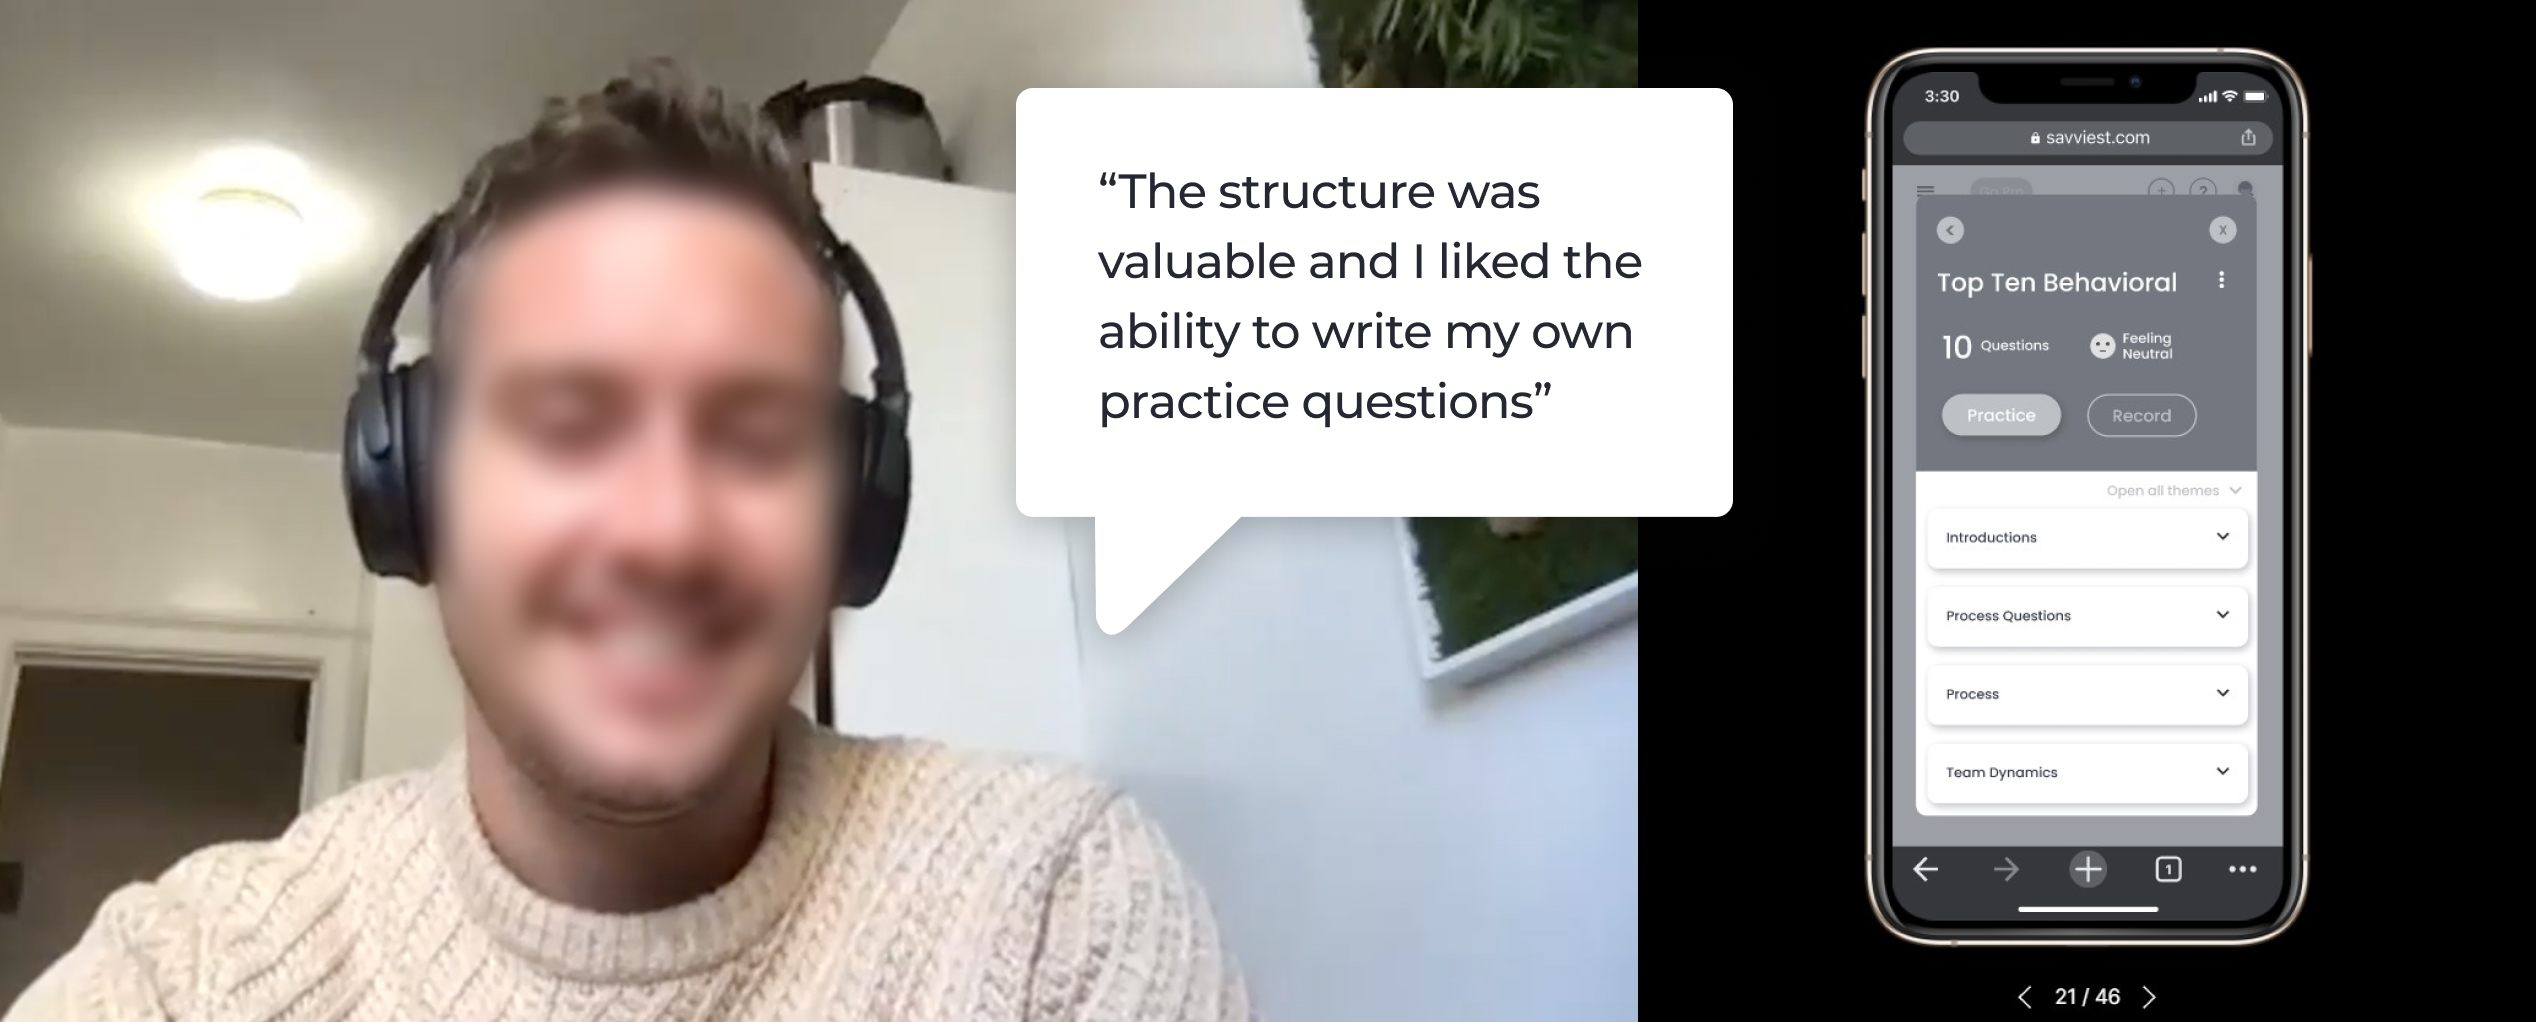 “The structure was
valuable and I liked the
ability to write my own
practice questions”
3:30
savviest.com
Go Pro
+ ?
< X
Top Ten Behavioral
10 Questions
Feeling
Neutral
Practice Record
Open all themes
Introductions
Process Questions
Process
Team Dynamics
1
21 / 46